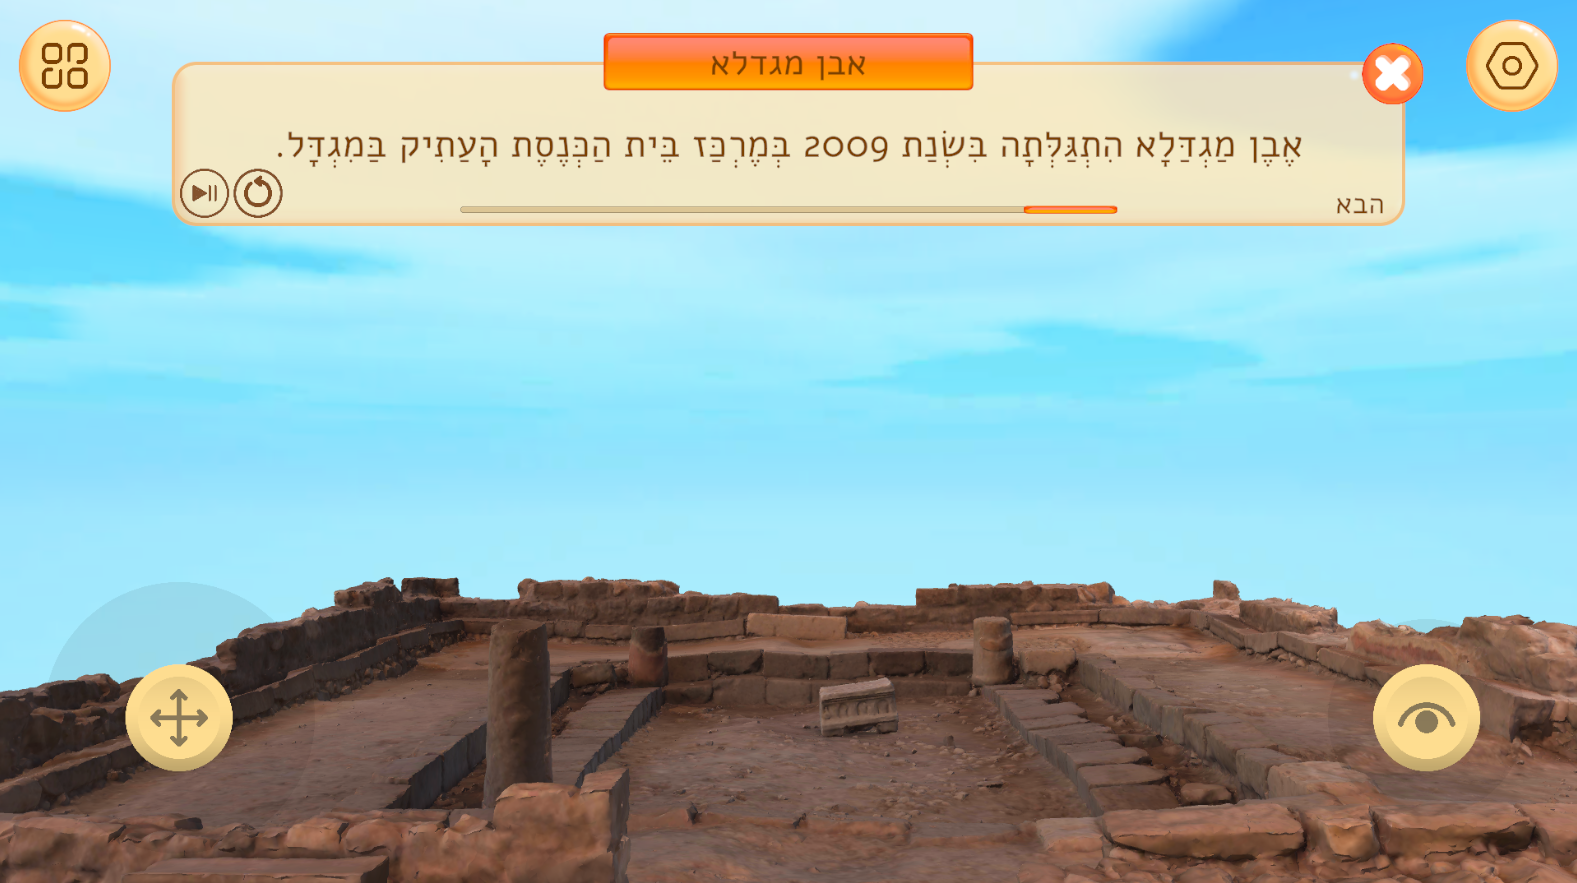 אבן מגדלא
אֶבֶן מַגְדַּלָא הִתְגַּלְּתָה בִּשְׁנַת 2009 בְּמֶרְכַּז בֵּית הַכְּנֶסֶת הָעַתִיק בַּמִגְדָּל.
הבא